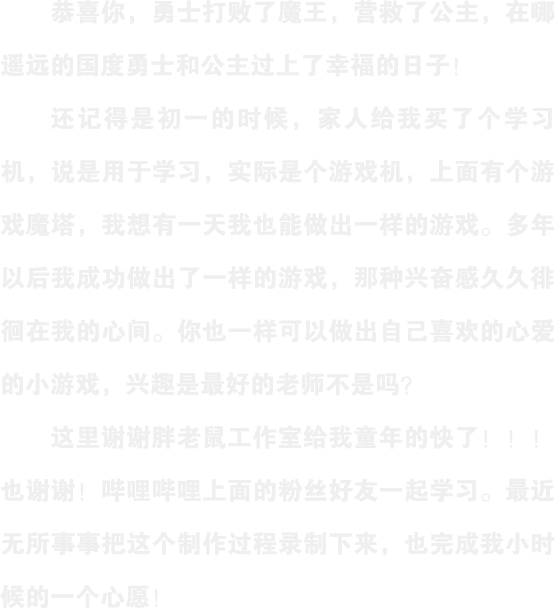 恭喜你，勇士打败了魔王，营救了公主，在哪
遥远的国度勇士和公主过上了幸福的日子！
还记得是初一的时候，家人给我买了个学习
机，说是用于学习，实际是个游戏机，上面有个游
戏魔塔，我想有一天我也能做出一样的游戏。多年
以后我成功做出了一样的游戏，那种兴奋感久久徘
徊在我的心间。你也一样可以做出自己喜欢的心爱
的小游戏，兴趣是最好的老师不是吗？
这里谢谢胖老鼠工作室给我童年的快了！！！
也谢谢！哔哩哔哩上面的粉丝好友一起学习。最近
无所事事把这个制作过程录制下来，也完成我小时
候的一个心愿！